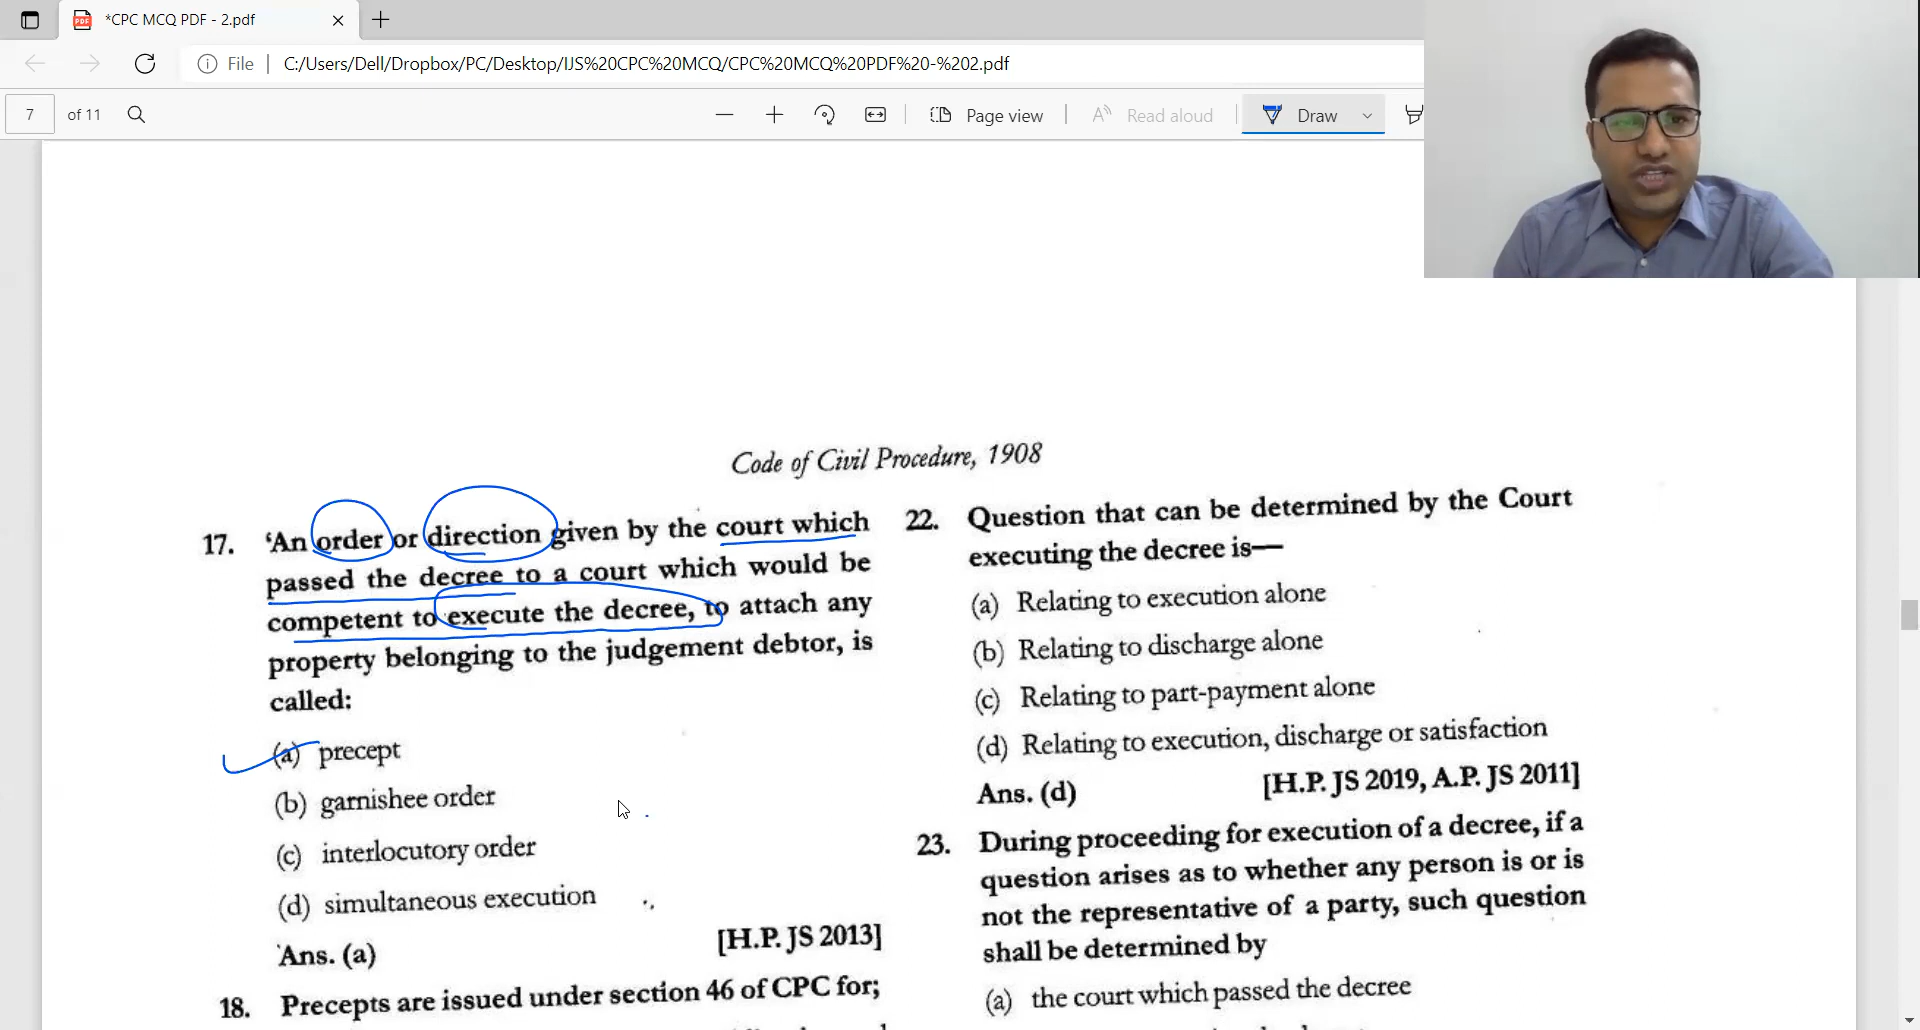 *CPC MCQ PDF - 2.pdf
File
C:/Users/Dell/Dropbox/PC/Desktop/IJS%20CPC%20MCQ/CPC%20MCQ%20PDF%20-%202.pdf
7 of 11
Page view
Read aloud
Draw
Code of Civil Procedure, 1908
17. 'An order or direction given by the court which
passed the decree to a court which would be
competent to execute the decree, to attach any
property belonging to the judgement debtor, is
called:
(a) precept
(b) garnishee order
(c) interlocutory order
(d) simultaneous execution
Ans. (a) [H.P. JS 2013]
18. Precepts are issued under section 46 of CPC for;
22. Question that can be determined by the Court
executing the decree is—
(a) Relating to execution alone
(b) Relating to discharge alone
(c) Relating to part-payment alone
(d) Relating to execution, discharge or satisfaction
Ans. (d) [H.P. JS 2019, A.P. JS 2011]
23. During proceeding for execution of a decree, if a
question arises as to whether any person is or is
not the representative of a party, such question
shall be determined by
(a) the court which passed the decree